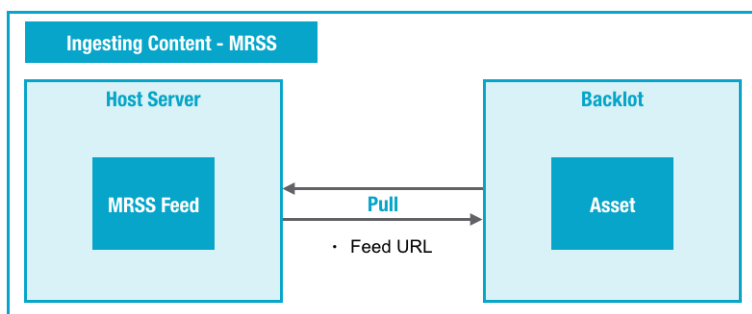 Ingesting Content - MRSS
Host Server
Backlot
MRSS Feed
Pull
Asset
· Feed URL